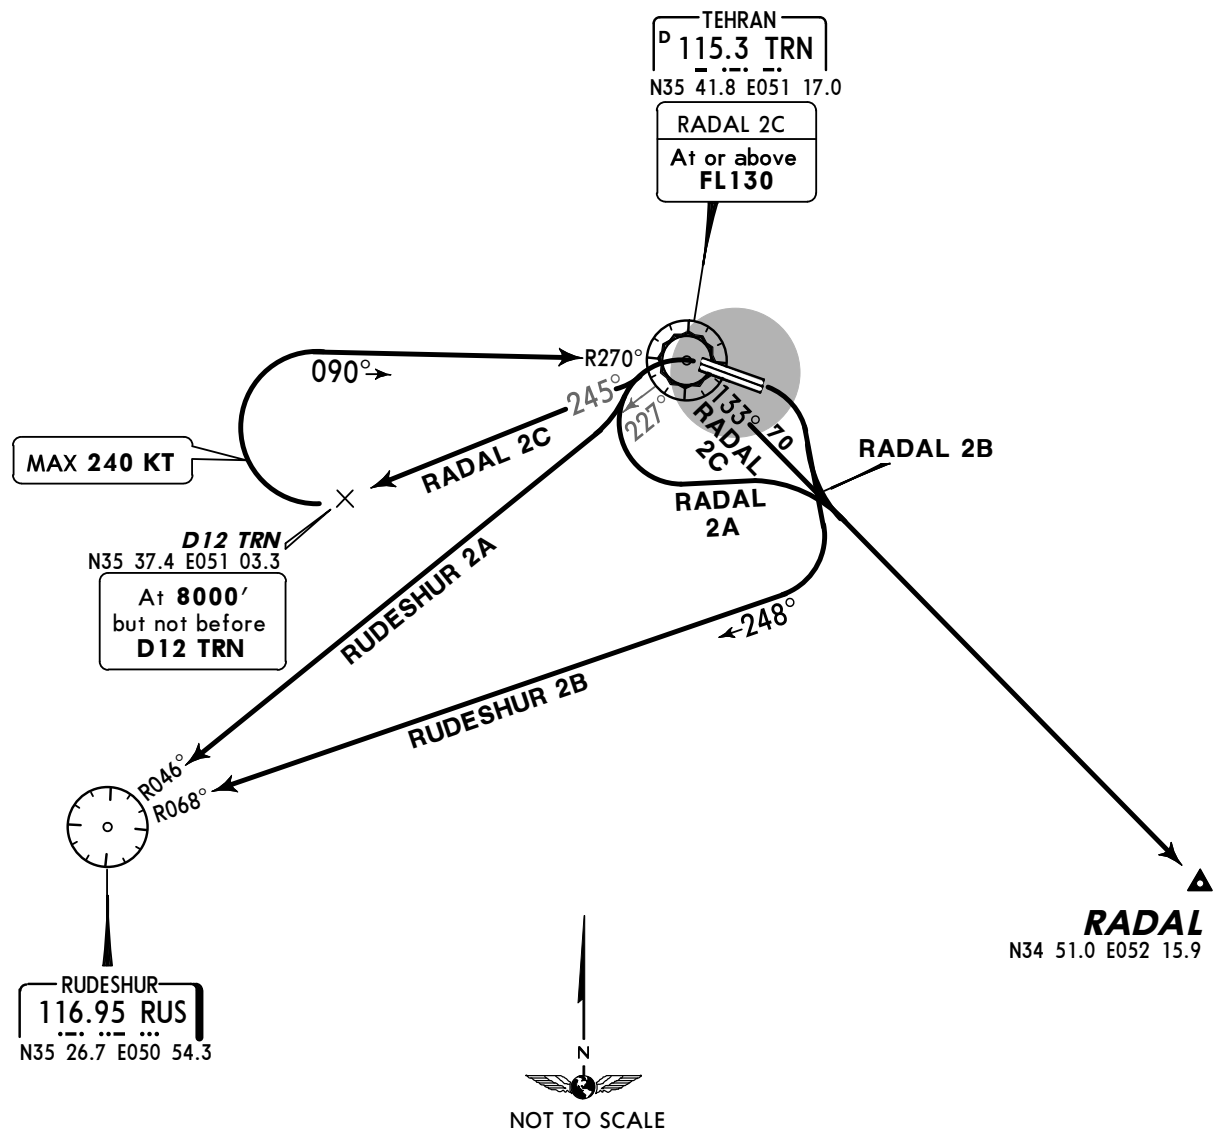 TEHRAN
D 115.3 TRN
N35 41.8 E051 17.0
RADAL 2C
At or above
FL130
R270°
090°
245°
227°
133°
70
RADAL
2C
RADAL 2C
MAX 240 KT
RADAL 2B
RADAL
2A
D12 TRN
N35 37.4 E051 03.3
At 8000'
but not before
D12 TRN
RUDESHUR 2A
248°
RUDESHUR 2B
R046°
R068°
RADAL
N34 51.0 E052 15.9
RUDESHUR
116.95 RUS
N35 26.7 E050 54.3
N
NOT TO SCALE